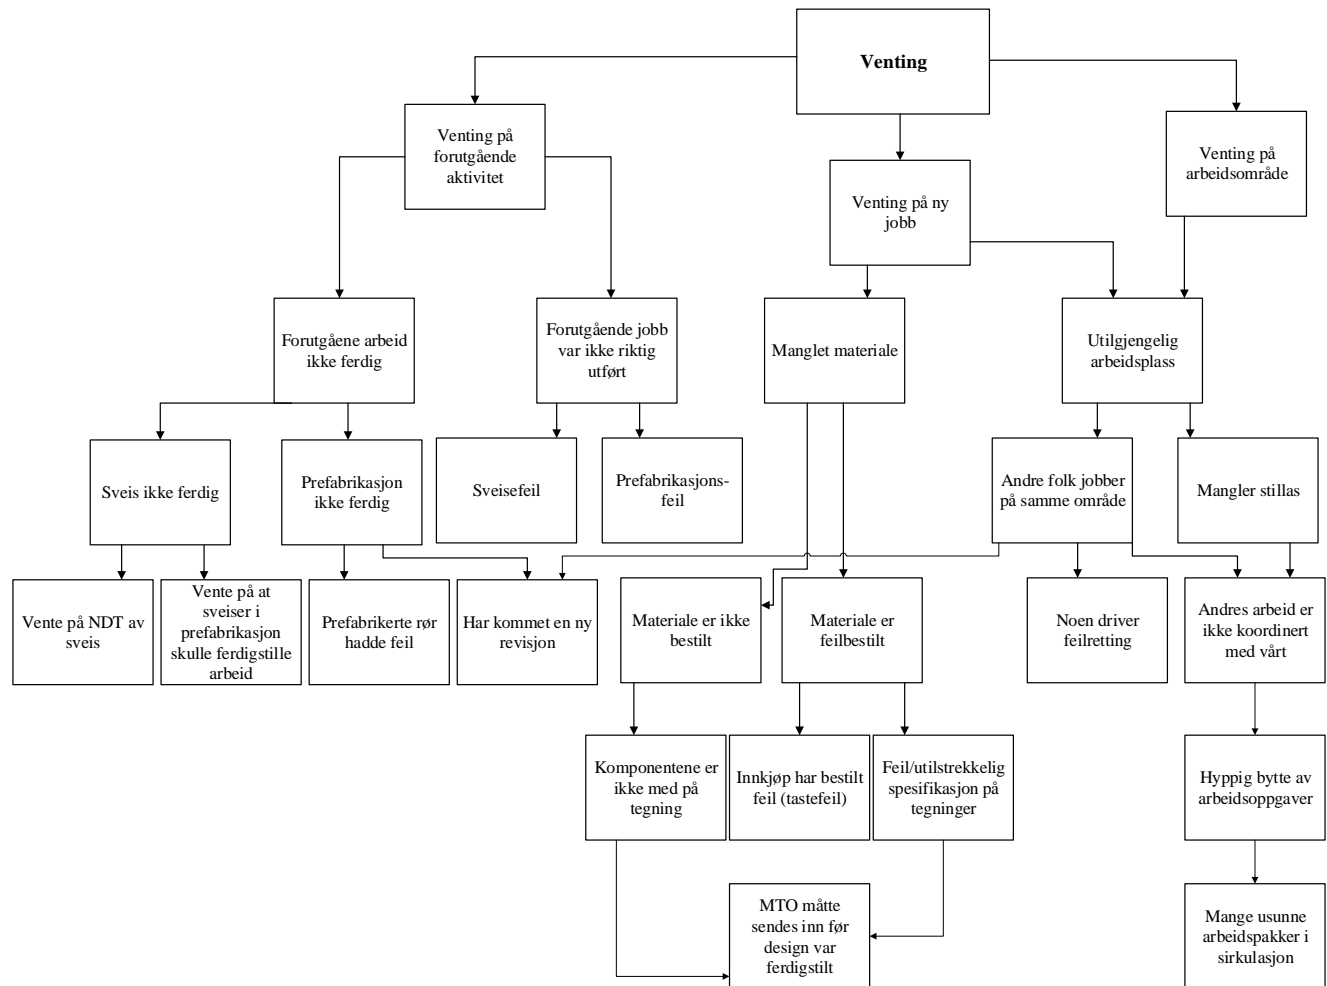 Venting
Venting på
forutgående
aktivitet
Venting på ny
jobb
Venting på
arbeidsområde
Forutgåene arbeid
ikke ferdig
Forutgående jobb
var ikke riktig
utført
Manglet materiale
Utilgjengelig
arbeidsplass
Sveis ikke ferdig
Prefabrikasjon
ikke ferdig
Sveisefeil
Prefabrikasjons-
feil
Andre folk jobber
på samme område
Mangler stillas
Vente på NDT av
sveis
Vente på at
sveiser i
prefabrikasjon
skulle ferdigstille
arbeid
Prefabrikerte rør
hadde feil
Har kommet en ny
revisjon
Materiale er ikke
bestilt
Materiale er
feilbestilt
Noen driver
feilretting
Andres arbeid er
ikke koordinert
med vårt
Komponentene er
ikke med på
tegning
Innkjøp har bestilt
feil (tastefeil)
Feil/utilstrekkelig
spesifikasjon på
tegninger
Hyppig bytte av
arbeidsoppgaver
MTO måtte
sendes inn før
design var
ferdigstilt
Mange usunne
arbeidspakker i
sirkulasjon